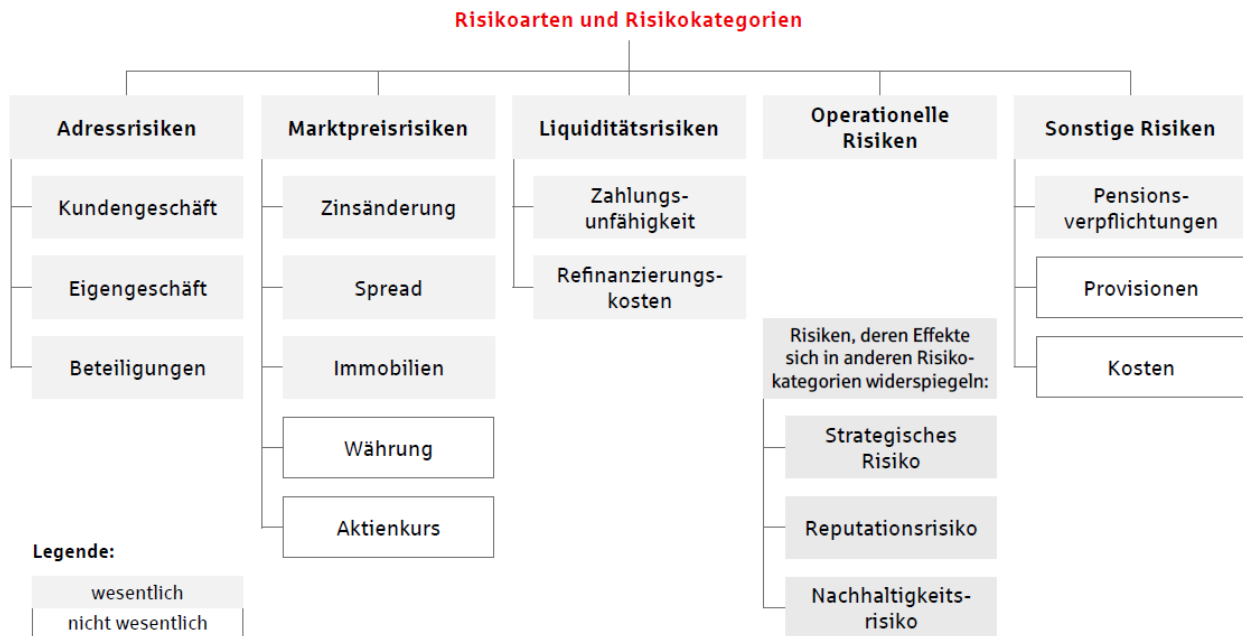 Risikoarten und Risikokategorien
Adressrisiken
Kundengeschäft
Eigengeschäft
Beteiligungen
Marktpreisrisiken
Zinsänderung
Spread
Immobilien
Währung
Aktienkurs
Liquiditätsrisiken
Zahlungs-
unfähigkeit
Refinanzierungs-
kosten
Operationelle
Risiken
Risiken, deren Effekte
sich in anderen Risiko-
kategorien widerspiegeln:
Strategisches
Risiko
Reputationsrisiko
Nachhaltigkeits-
risiko
Sonstige Risiken
Pensions-
verpflichtungen
Provisionen
Kosten
Legende:
wesentlich
nicht wesentlich